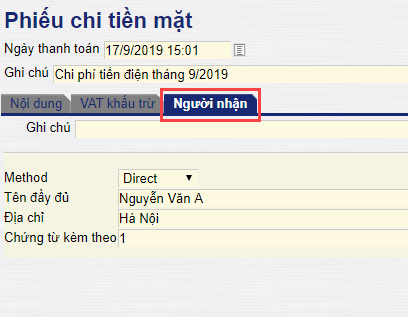 Phiếu chi tiền mặt
Ngày thanh toán 17/9/2019 15:01
Ghi chú Chi phí tiền điện tháng 9/2019
Nội dung VAT khấu trừ Người nhận
Ghi chú
Method Direct
Tên đầy đủ Nguyễn Văn A
Địa chỉ Hà Nội
Chứng từ kèm theo 1